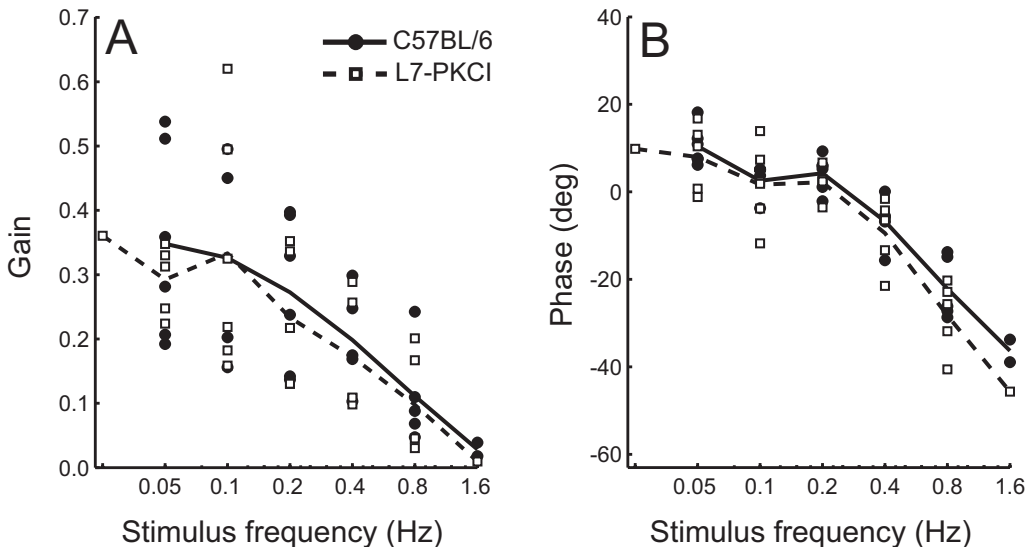 A
C57BL/6
L7-PKCI
0.7
0.6
0.5
0.4
0.3
0.2
0.1
0.0
Gain
0.05 0.1 0.2 0.4 0.8 1.6
Stimulus frequency (Hz)
B
40
20
0
-20
-40
-60
Phase (deg)
0.05 0.1 0.2 0.4 0.8 1.6
Stimulus frequency (Hz)